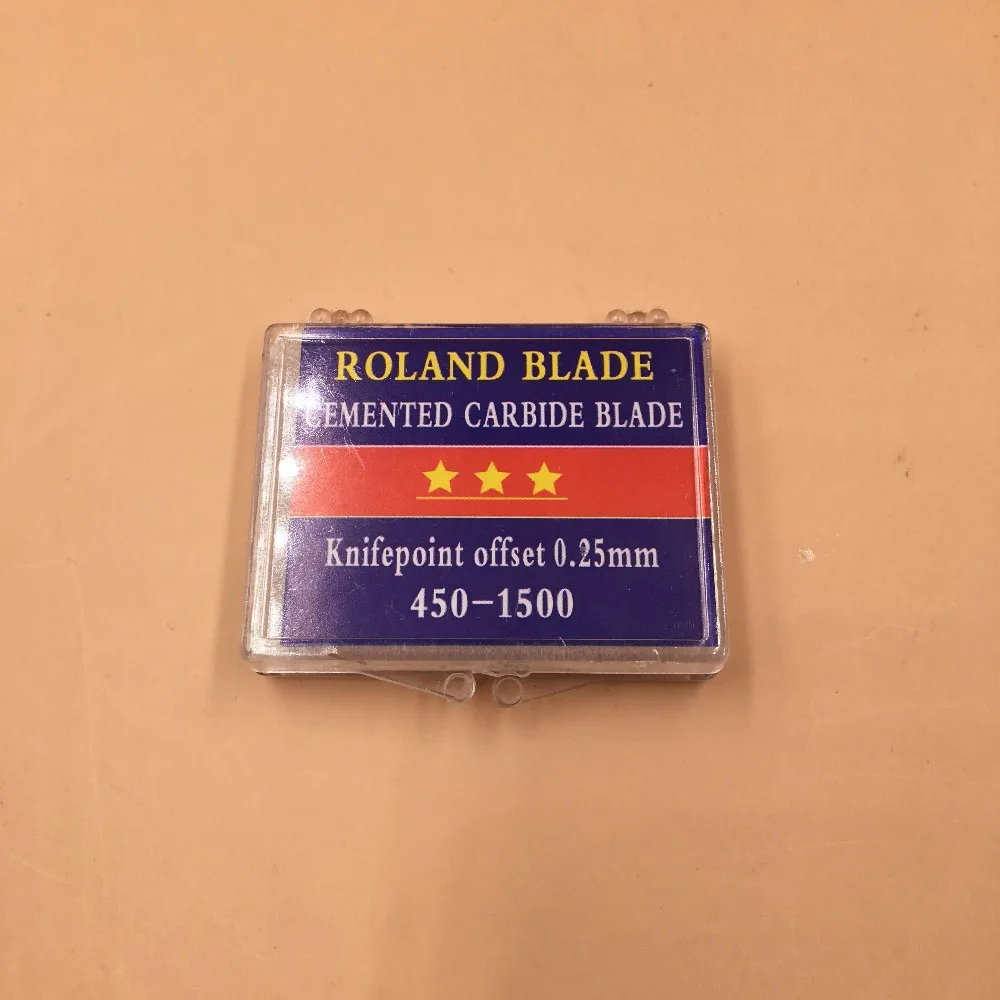 ROLAND BLADE
CEMENTED CARBIDE BLADE
Knifepoint offset 0.25mm
450-1500